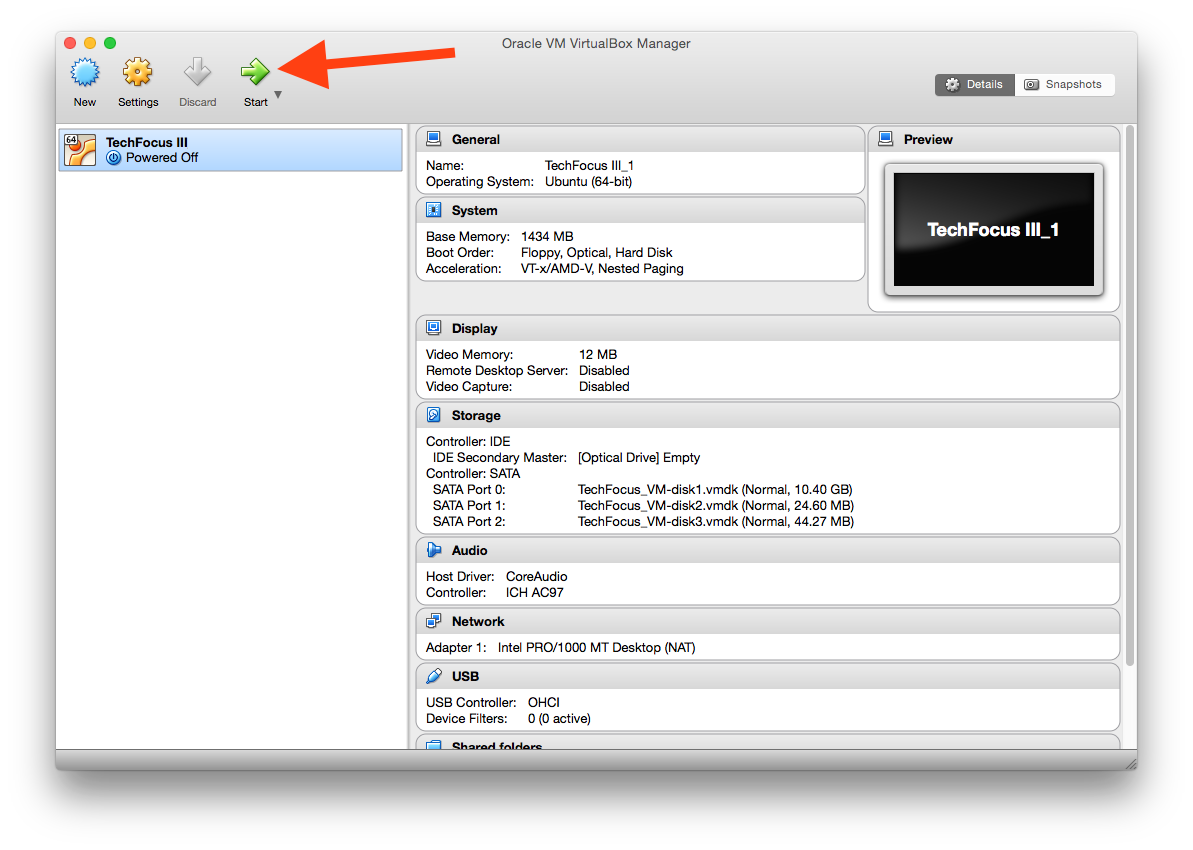 Oracle VM VirtualBox Manager
New
Settings
Discard
Start
Details
Snapshots
64
TechFocus III
Powered Off
General
Name: TechFocus III_1
Operating System: Ubuntu (64-bit)
System
Base Memory: 1434 MB
Boot Order: Floppy, Optical, Hard Disk
Acceleration: VT-x/AMD-V, Nested Paging
Preview
TechFocus III_1
Display
Video Memory: 12 MB
Remote Desktop Server: Disabled
Video Capture: Disabled
Storage
Controller: IDE
IDE Secondary Master: [Optical Drive] Empty
Controller: SATA
SATA Port 0: TechFocus_VM-disk1.vmdk (Normal, 10.40 GB)
SATA Port 1: TechFocus_VM-disk2.vmdk (Normal, 24.60 MB)
SATA Port 2: TechFocus_VM-disk3.vmdk (Normal, 44.27 MB)
Audio
Host Driver: CoreAudio
Controller: ICH AC97
Network
Adapter 1: Intel PRO/1000 MT Desktop (NAT)
USB
USB Controller: OHCI
Device Filters: 0 (0 active)
Shared folders